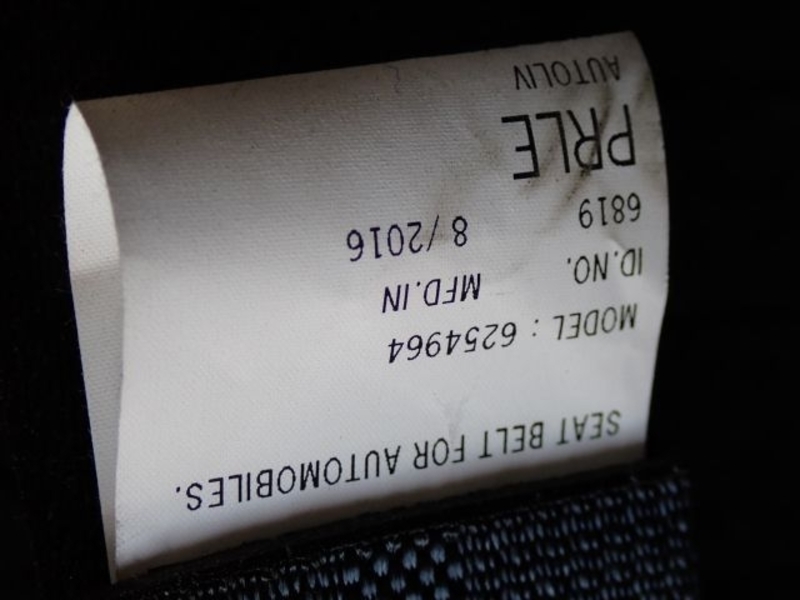 SEAT BELT FOR AUTOMOBILES.
MODEL : 6254964
ID.NO. MFD.IN
6819 8/2016
PRLE
AUTOLIV